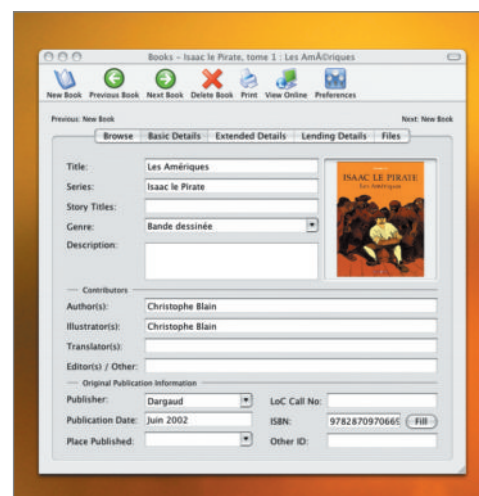 Books – Isaac le Pirate, tome 1 : Les AmÃ©riques
New Book Previous Book Next Book Delete Book Print View Online Preferences
Previous: New Book Next: New Book
Browse Basic Details Extended Details Lending Details Files
Title: Les Amériques
Series: Isaac le Pirate
Story Titles:
Genre: Bande dessinée
Description:
ISAAC LE PIRATE
Les Amériques
Contributors
Author(s): Christophe Blain
Illustrator(s): Christophe Blain
Translator(s):
Editor(s) / Other:
Original Publication Information
Publisher: Dargaud LoC Call No:
Publication Date: Juin 2002 ISBN: 9782870970669 Fill
Place Published: Other ID: